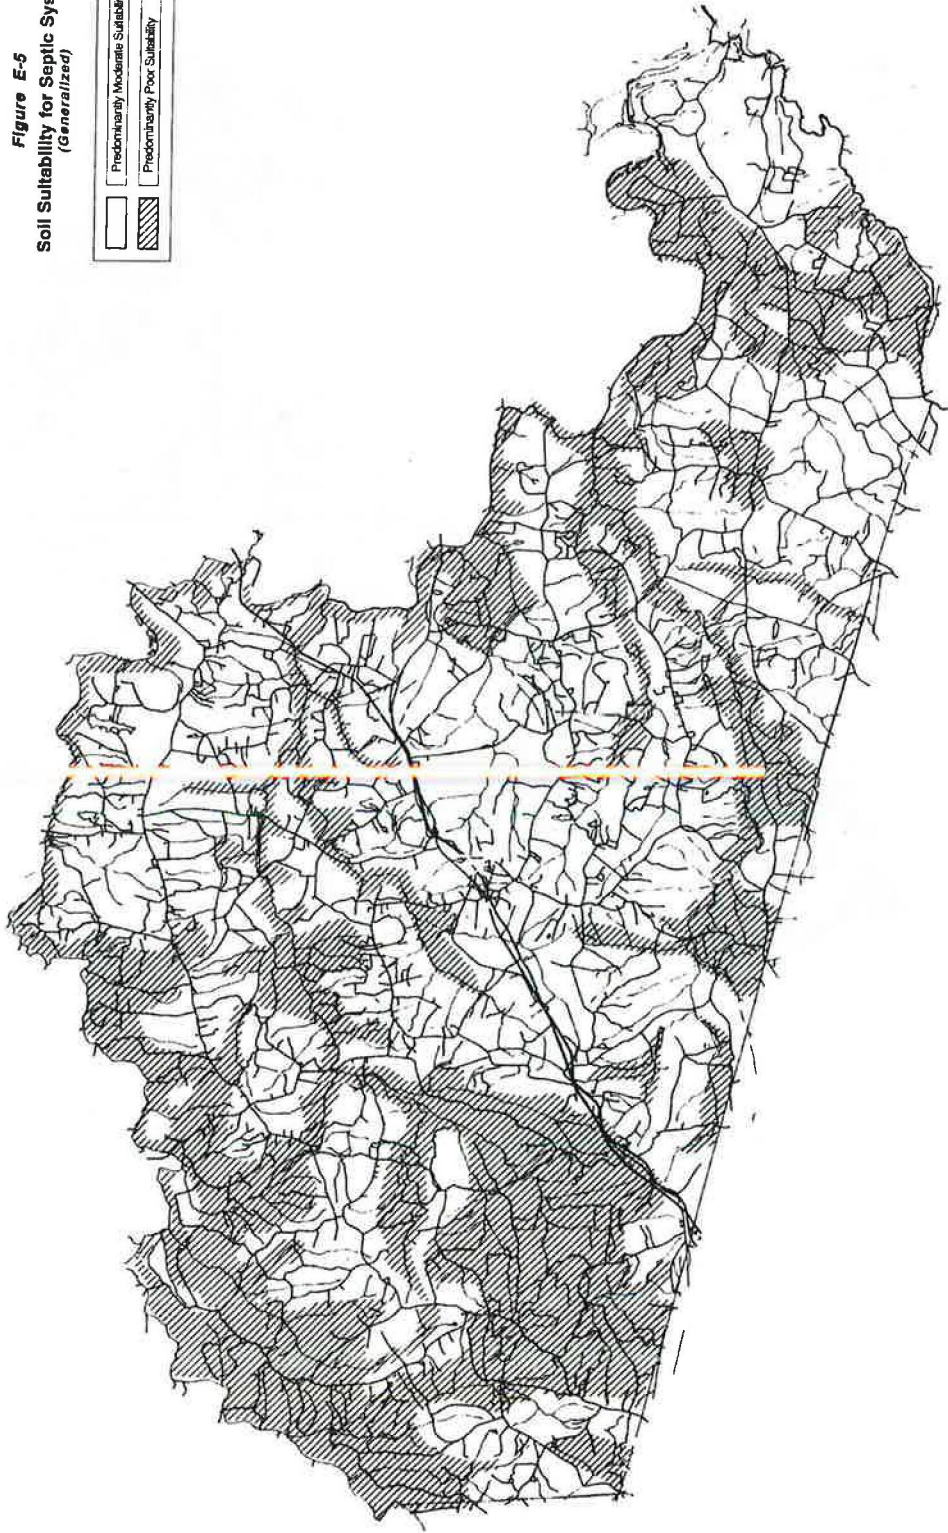 Figure E-5
Soil Suitability for Septic Sys
(Generalized)
Predominantly Moderate Suitabili
Predominantly Poor Suitability